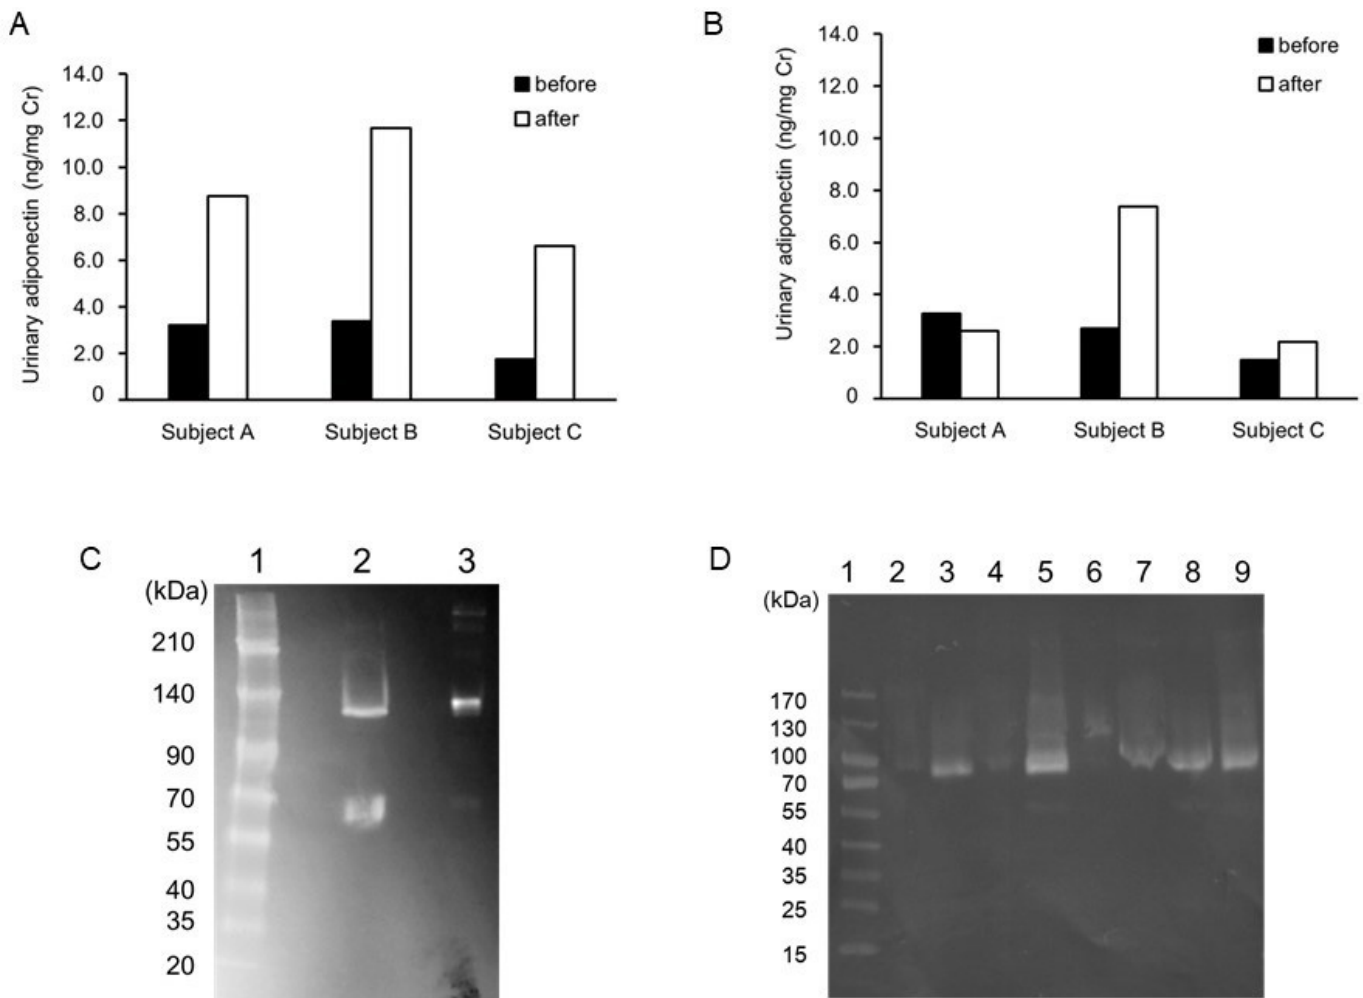 A
Urinary adiponectin (ng/mg Cr)
14.0
12.0
10.0
8.0
6.0
4.0
2.0
0
before
after
Subject A
Subject B
Subject C
B
Urinary adiponectin (ng/mg Cr)
14.0
12.0
10.0
8.0
6.0
4.0
2.0
0
before
after
Subject A
Subject B
Subject C
C
1 2 3
(kDa)
210
140
90
70
55
40
35
20
D
1 2 3 4 5 6 7 8 9
(kDa)
170
130
100
70
55
40
35
25
15